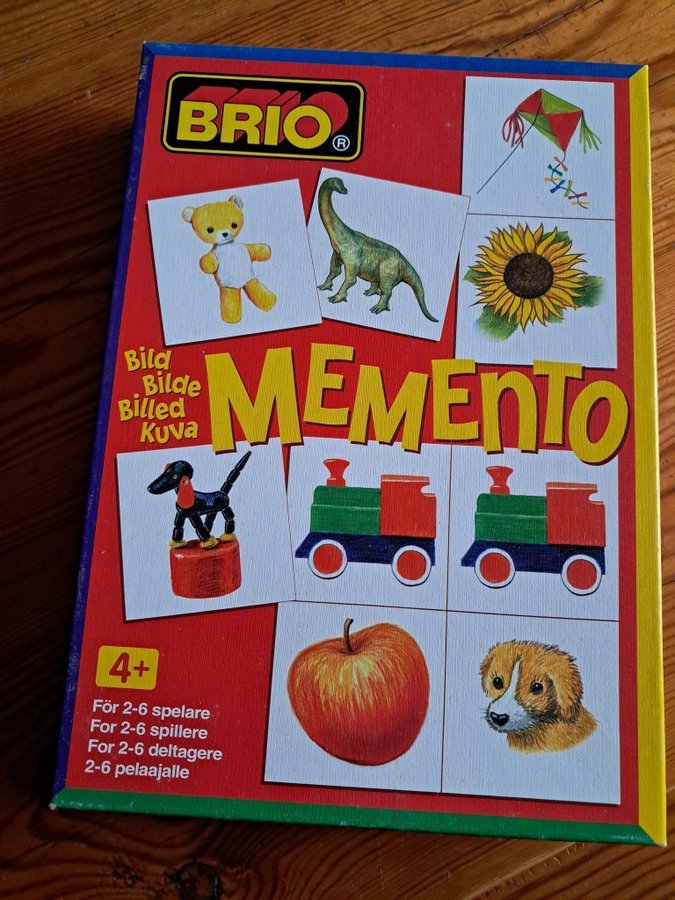 BRIO®
Bild
Bilde
Billed
Kuva
MEMENTO
4+
För 2-6 spelare
For 2-6 spillere
For 2-6 deltagere
2-6 pelaajalle